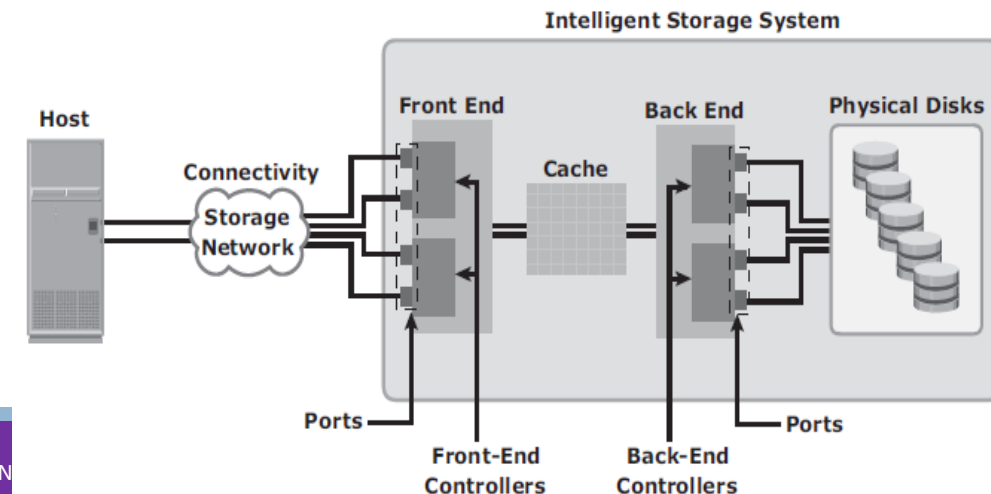 Intelligent Storage System
Host
Front End
Back End
Physical Disks
Connectivity
Cache
Storage
Network
Ports
Ports
Front-End
Controllers
Back-End
Controllers
N